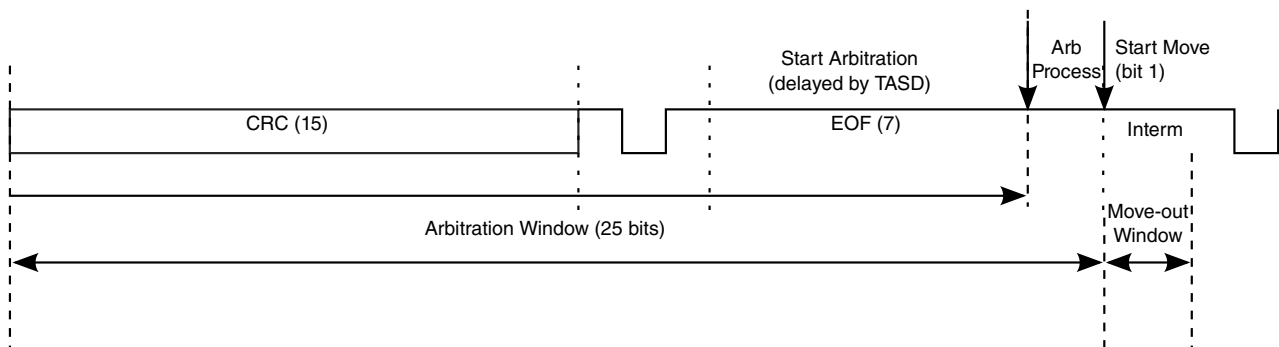 Start Arbitration
(delayed by TASD)
Arb
Process
Start Move
(bit 1)
CRC (15)
EOF (7)
Interm
Arbitration Window (25 bits)
Move-out
Window